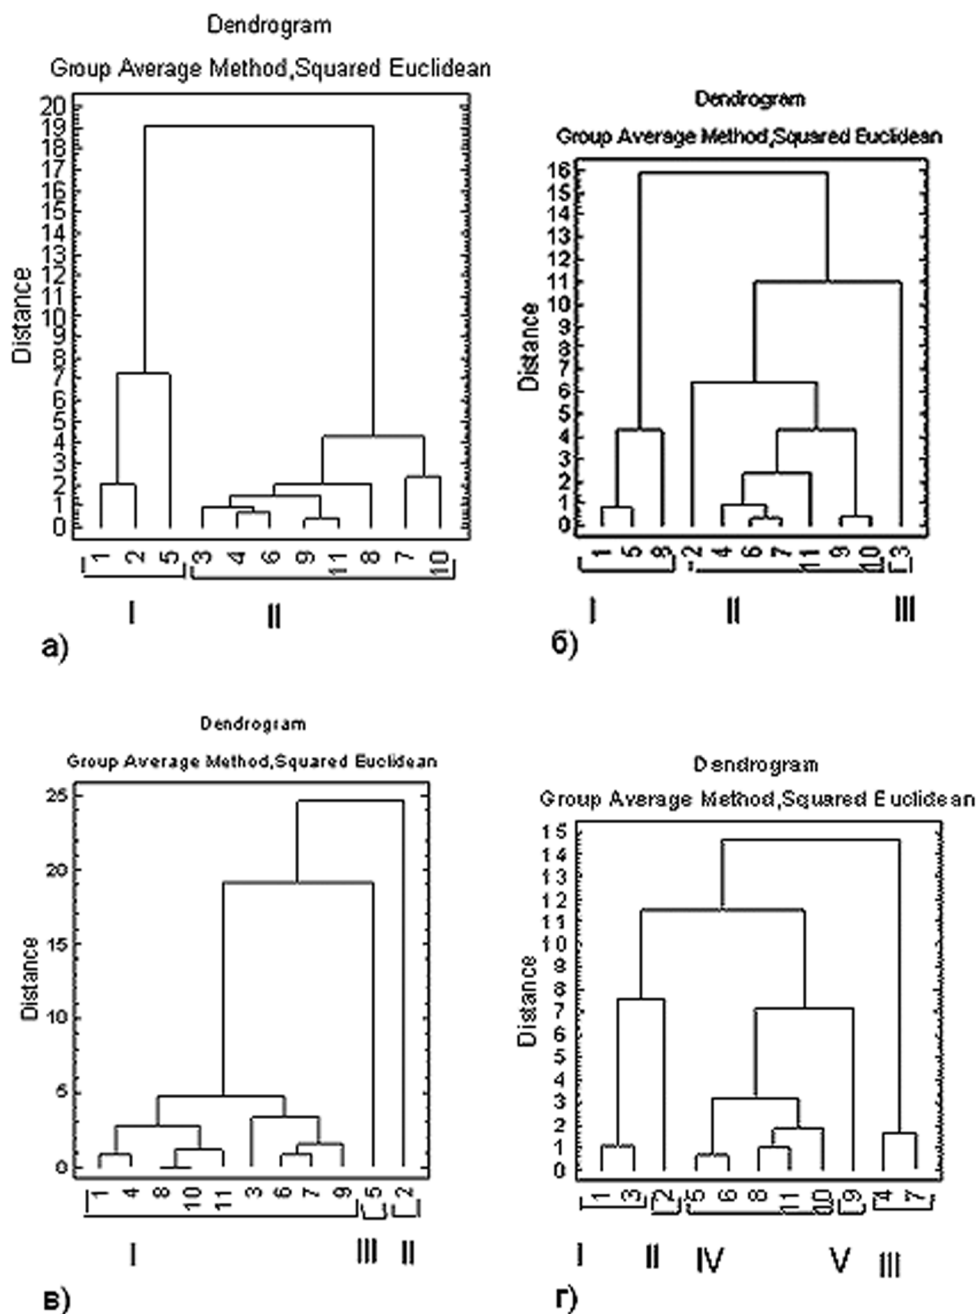 Dendrogram
Group Average Method,Squared Euclidean
20
19
18
17
16
15
14
13
12
11
10
9
8
7
6
5
4
3
2
1
0
Distance
1 2 5 3 4 6 9 11 8 7 10
I II
а)
Dendrogram
Group Average Method,Squared Euclidean
16
15
14
13
12
11
10
9
8
7
6
5
4
3
2
1
0
Distance
1 5 8 2 4 6 7 11 9 10 3
I II III
б)
Dendrogram
Group Average Method,Squared Euclidean
25
20
15
10
5
0
Distance
1 4 8 10 11 3 6 7 9 5 2
I III II
в)
Dendrogram
Group Average Method,Squared Euclidean
15
14
13
12
11
10
9
8
7
6
5
4
3
2
1
0
Distance
1 3 2 5 6 8 11 10 9 4 7
I II IV V III
г)